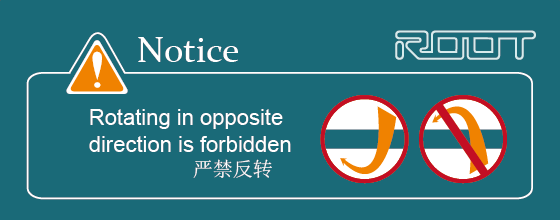 Notice
ROOT
Rotating in opposite
direction is forbidden
严禁反转